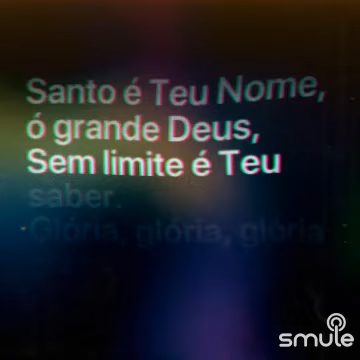 Santo é Teu Nome,
ó grande Deus,
Sem limite é Teu
saber.
Glória, glória, glória
smule